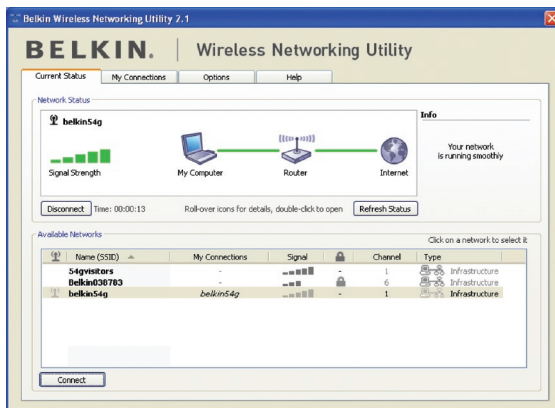 Belkin Wireless Networking Utility 2.1
BELKIN. | Wireless Networking Utility
Current Status My Connections Options Help
Network Status
belkin54g
Signal Strength My Computer Router Internet
Info
Your network
is running smoothly
Disconnect Time: 00:00:13 Roll-over icons for details, double-click to open Refresh Status
Available Networks
Click on a network to select it
Name (SSID) My Connections Signal Channel Type
54gvisitors - - 1 Infrastructure
Belkin030703 - 6 Infrastructure
belkin54g belkin54g - 1 Infrastructure
Connect